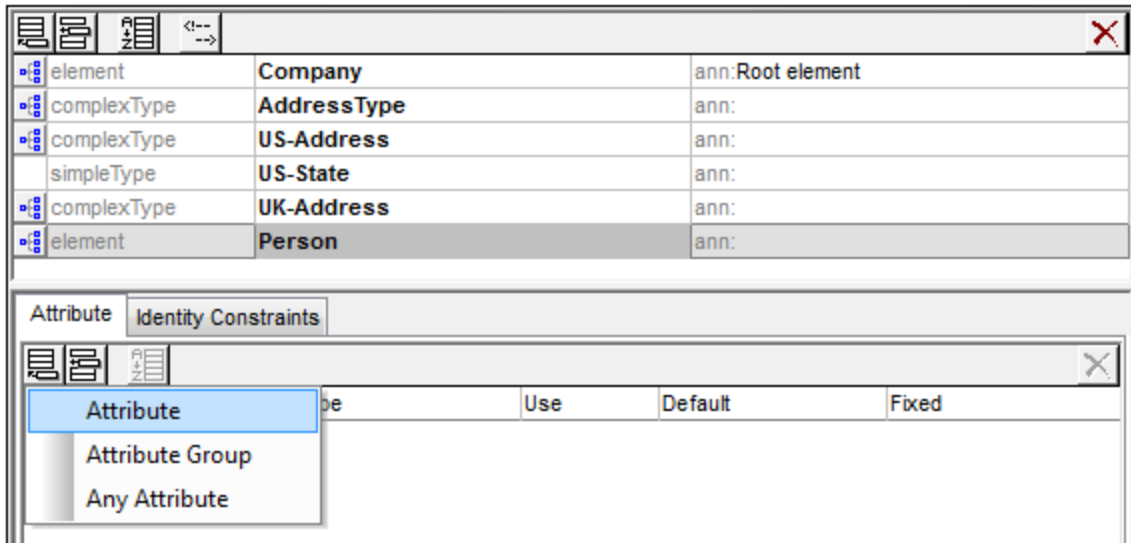 element Company ann:Root element
complexType AddressType ann:
complexType US-Address ann:
simpleType US-State ann:
complexType UK-Address ann:
element Person ann:
Attribute Identity Constraints
Attribute pe Use Default Fixed
Attribute Group
Any Attribute